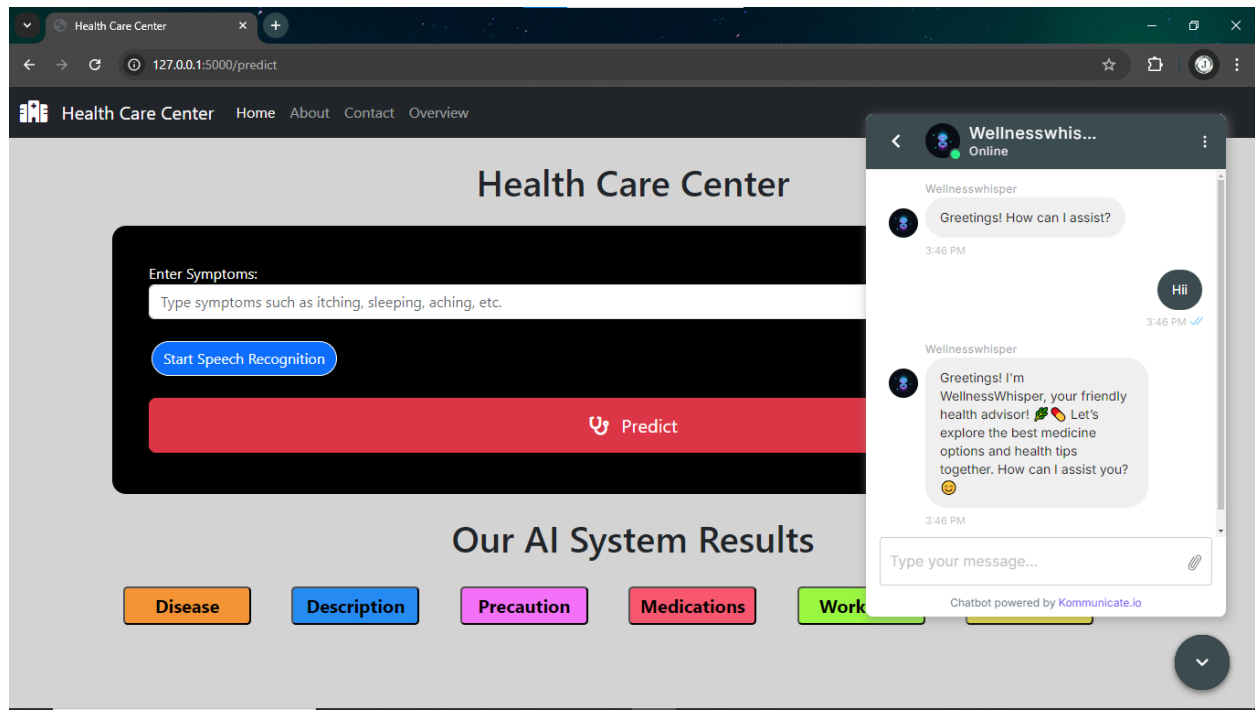 Health Care Center
127.0.0.1:5000/predict
Health Care Center Home About Contact Overview
Health Care Center
Enter Symptoms:
Type symptoms such as itching, sleeping, aching, etc.
Start Speech Recognition
Predict
Our AI System Results
Disease Description Precaution Medications Work
Wellnesswhis...
Online
Wellnesswhisper
Greetings! How can I assist?
3:46 PM
Hii
3:46 PM
Wellnesswhisper
Greetings! I'm
WellnessWhisper, your friendly
health advisor! 🌿💊 Let's
explore the best medicine
options and health tips
together. How can I assist you?
😊
3:46 PM
Type your message...
Chatbot powered by Kommunicate.io